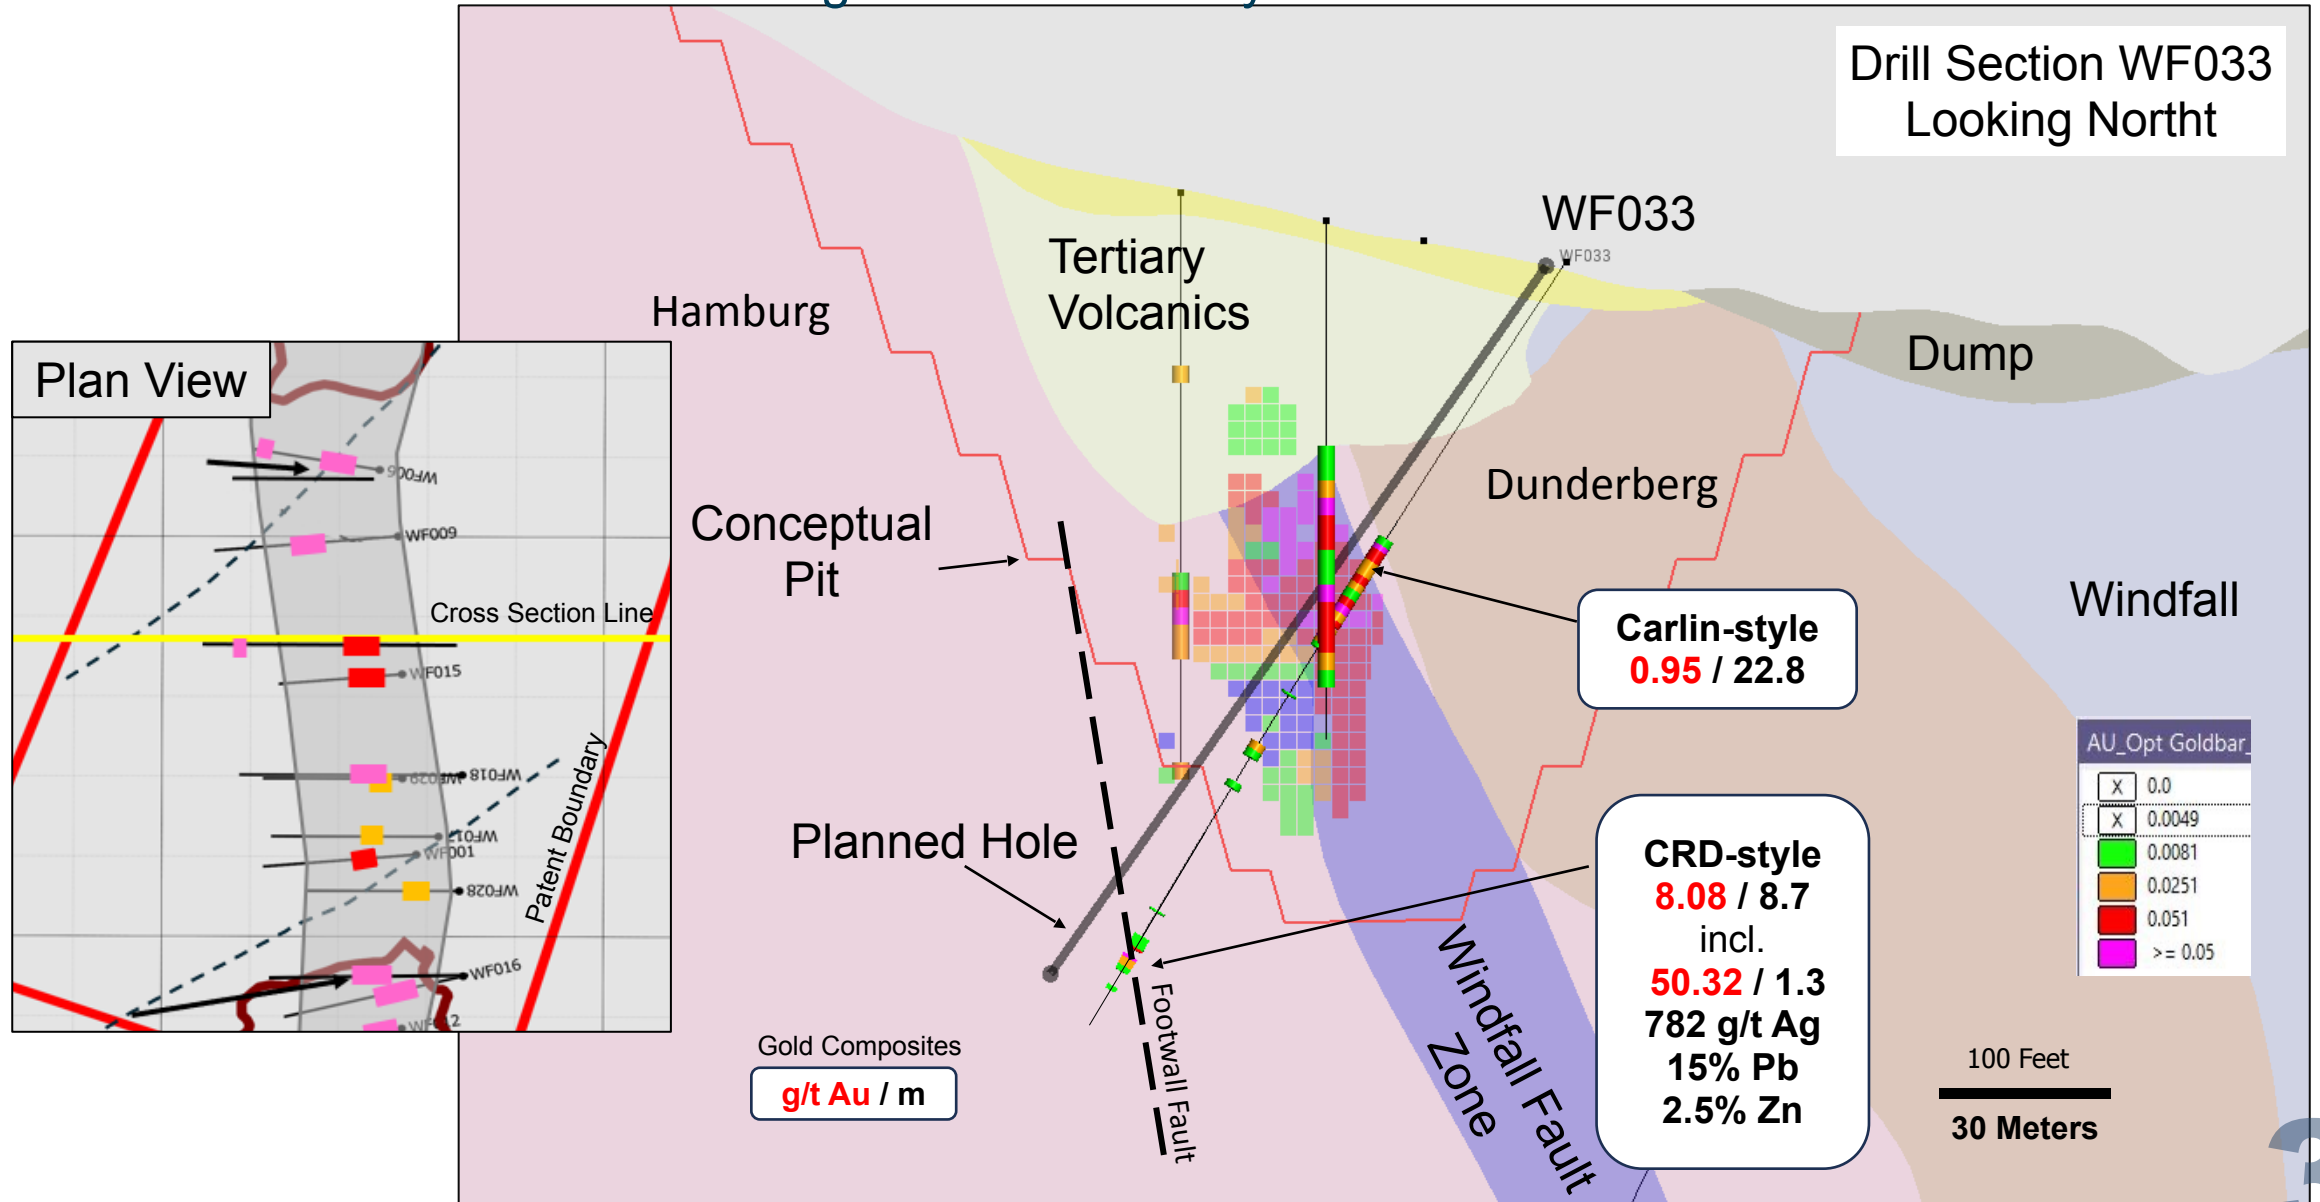 Drill Section WF033
Looking Northt
WF033
WF033
Tertiary
Volcanics
Hamburg
Dump
Plan View
WF006
WF009
Cross Section Line
WF015
WF018
WF029
WF017
WF001
WF028
WF016
Patent Boundary
Conceptual
Pit
Dunderberg
Windfall
Carlin-style
0.95 / 22.8
Planned Hole
CRD-style
8.08 / 8.7
incl.
50.32 / 1.3
782 g/t Ag
15% Pb
2.5% Zn
AU_Opt Goldbar_
X 0.0
X 0.0049
0.0081
0.0251
0.051
>= 0.05
Footwall Fault
Windfall Fault
Zone
Gold Composites
g/t Au / m
100 Feet
30 Meters